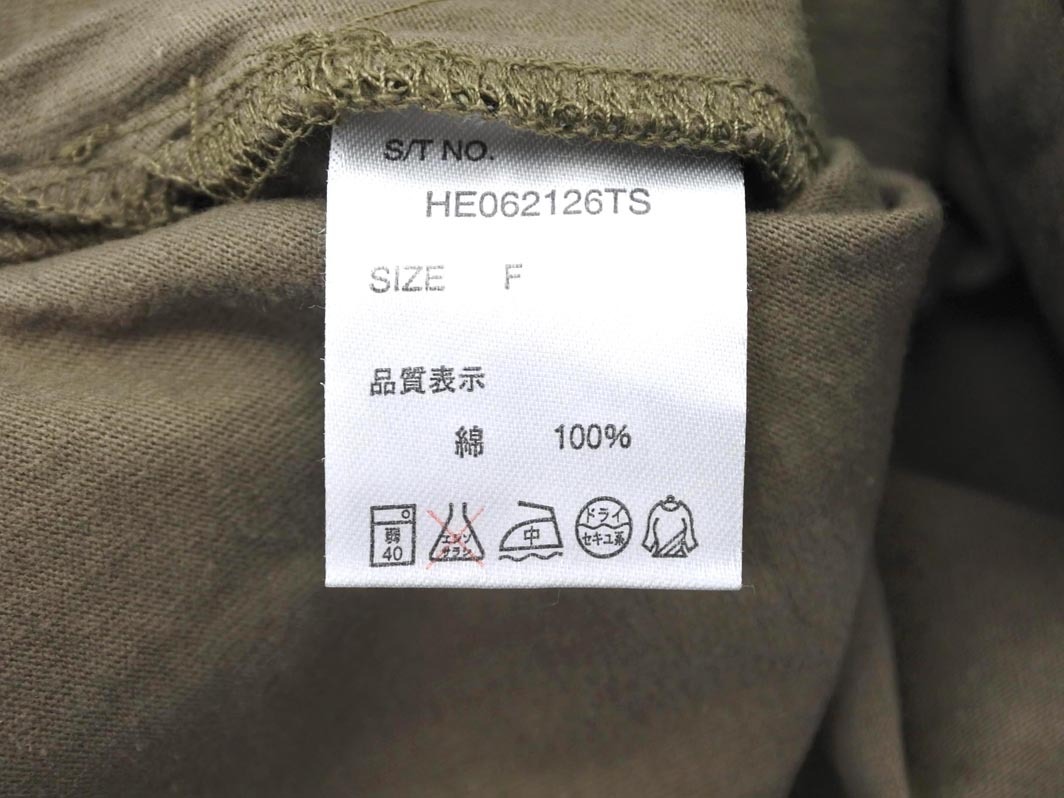 S/T NO.
HE062126TS
SIZE F
品質表示
綿 100%
弱 40
エンソ サラシ
中
ドライ セキユ系